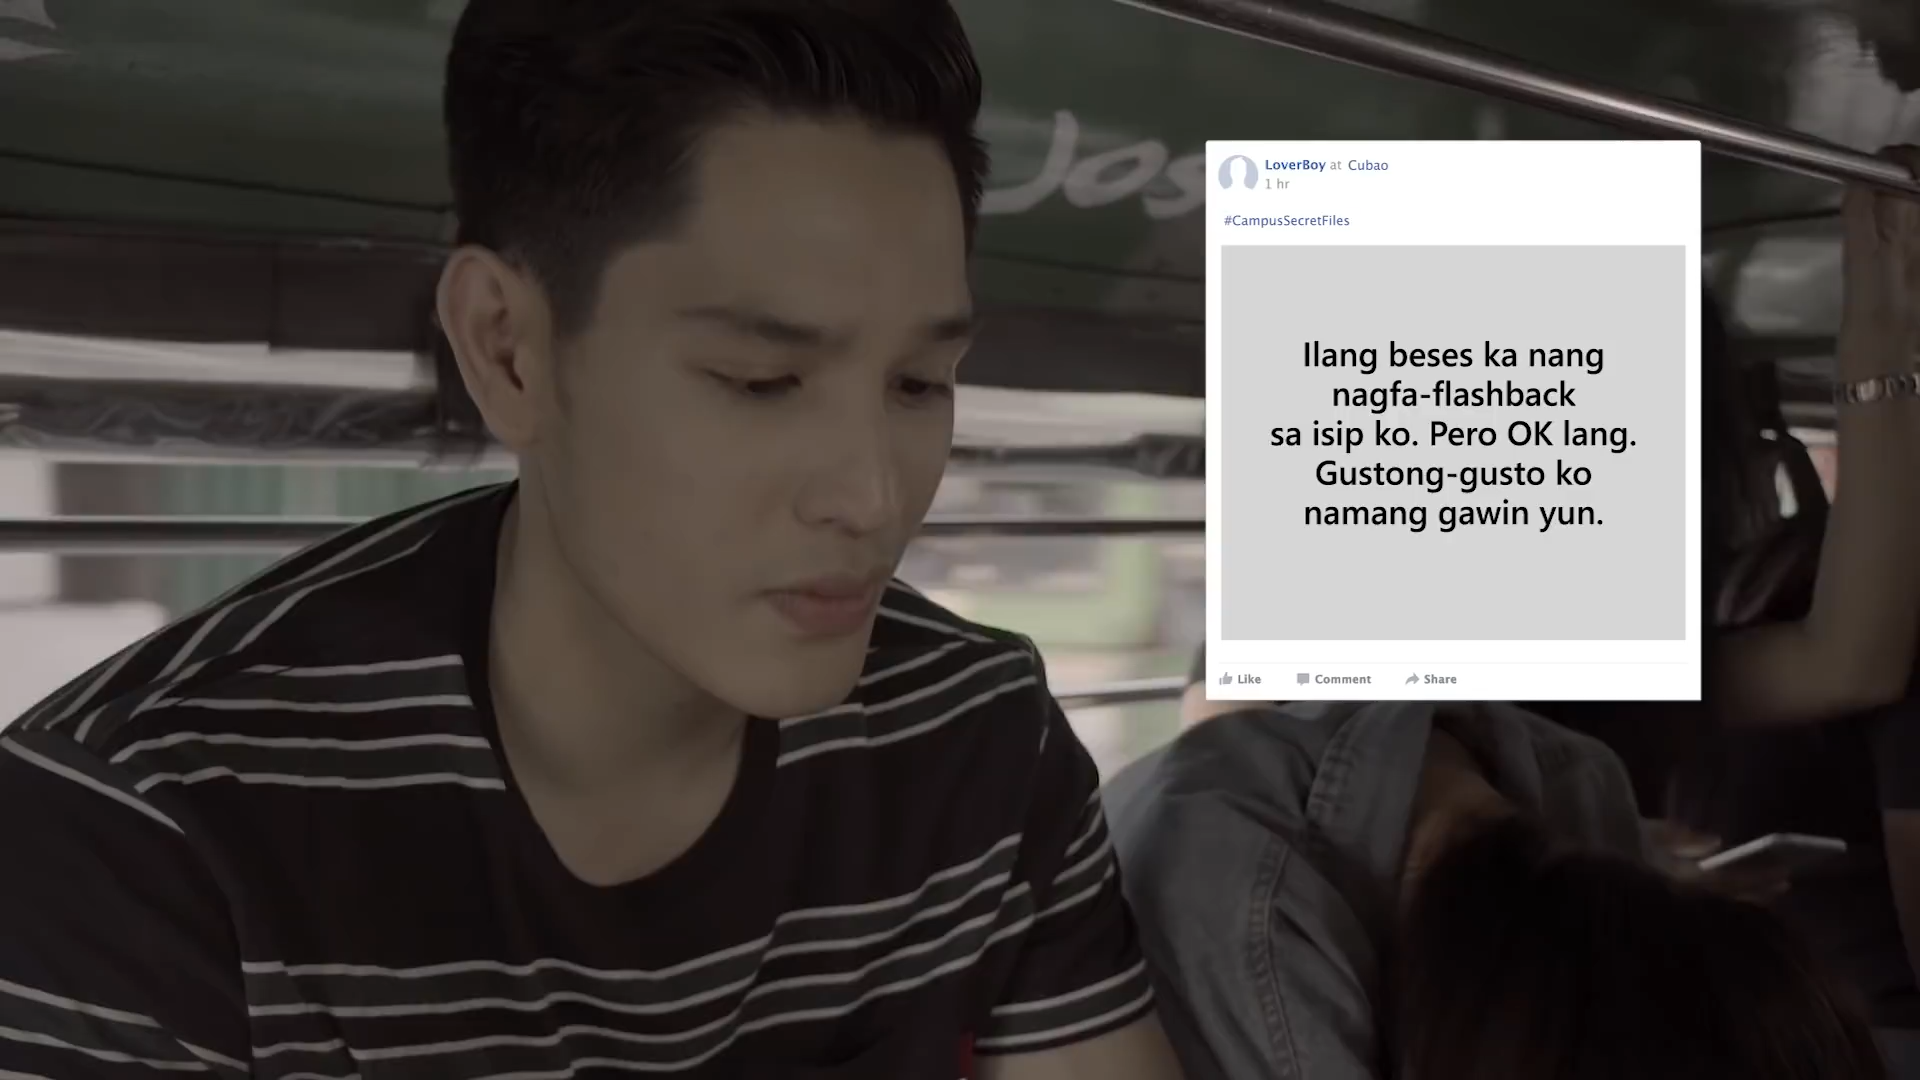 Jos
LoverBoy at Cubao
1 hr
#CampusSecretFiles
Ilang beses ka nang
nagfa-flashback
sa isip ko. Pero OK lang.
Gustong-gusto ko
namang gawin yun.
Like Comment Share